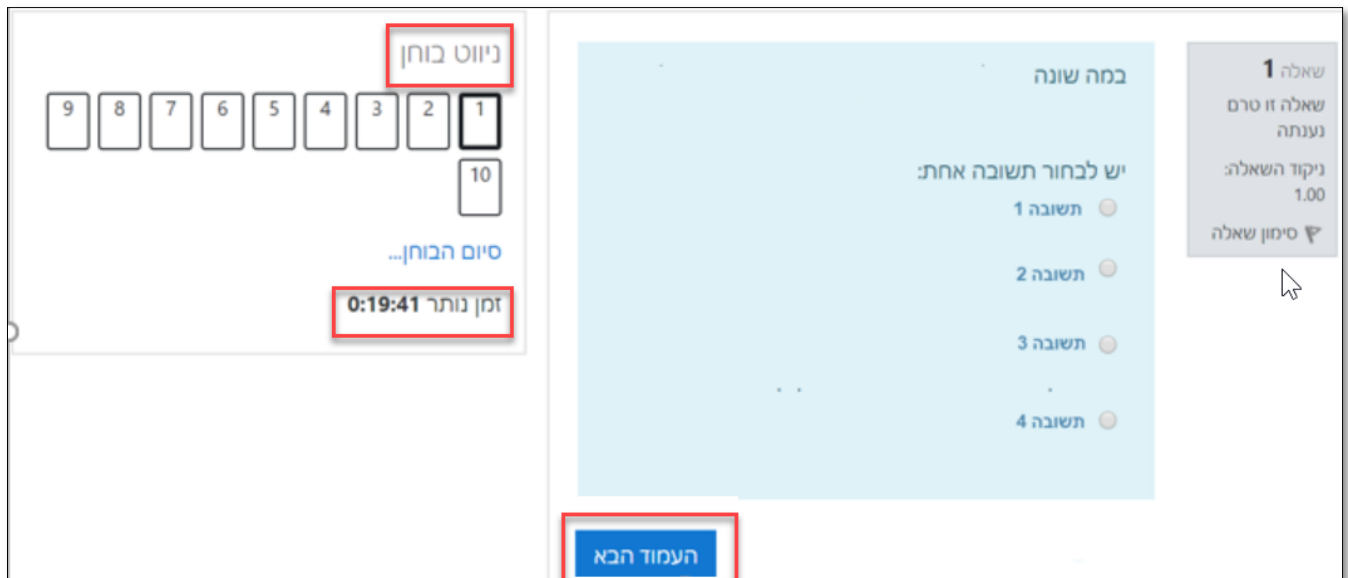 שאלה 1
שאלה זו טרם
נענתה
ניקוד השאלה:
1.00
סימון שאלה
במה שונה
יש לבחור תשובה אחת:
תשובה 1
תשובה 2
תשובה 3
תשובה 4
העמוד הבא
ניווט בוחן
1 2 3 4 5 6 7 8 9
10
סיום הבוחן...
זמן נותר 0:19:41